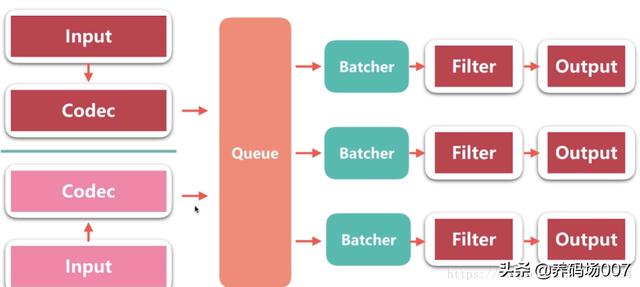 Input
Codec
Codec
Input
Queue
Batcher
Filter
Output
Batcher
Filter
Output
Batcher
Filter
Output
https://
头条 @养码场007